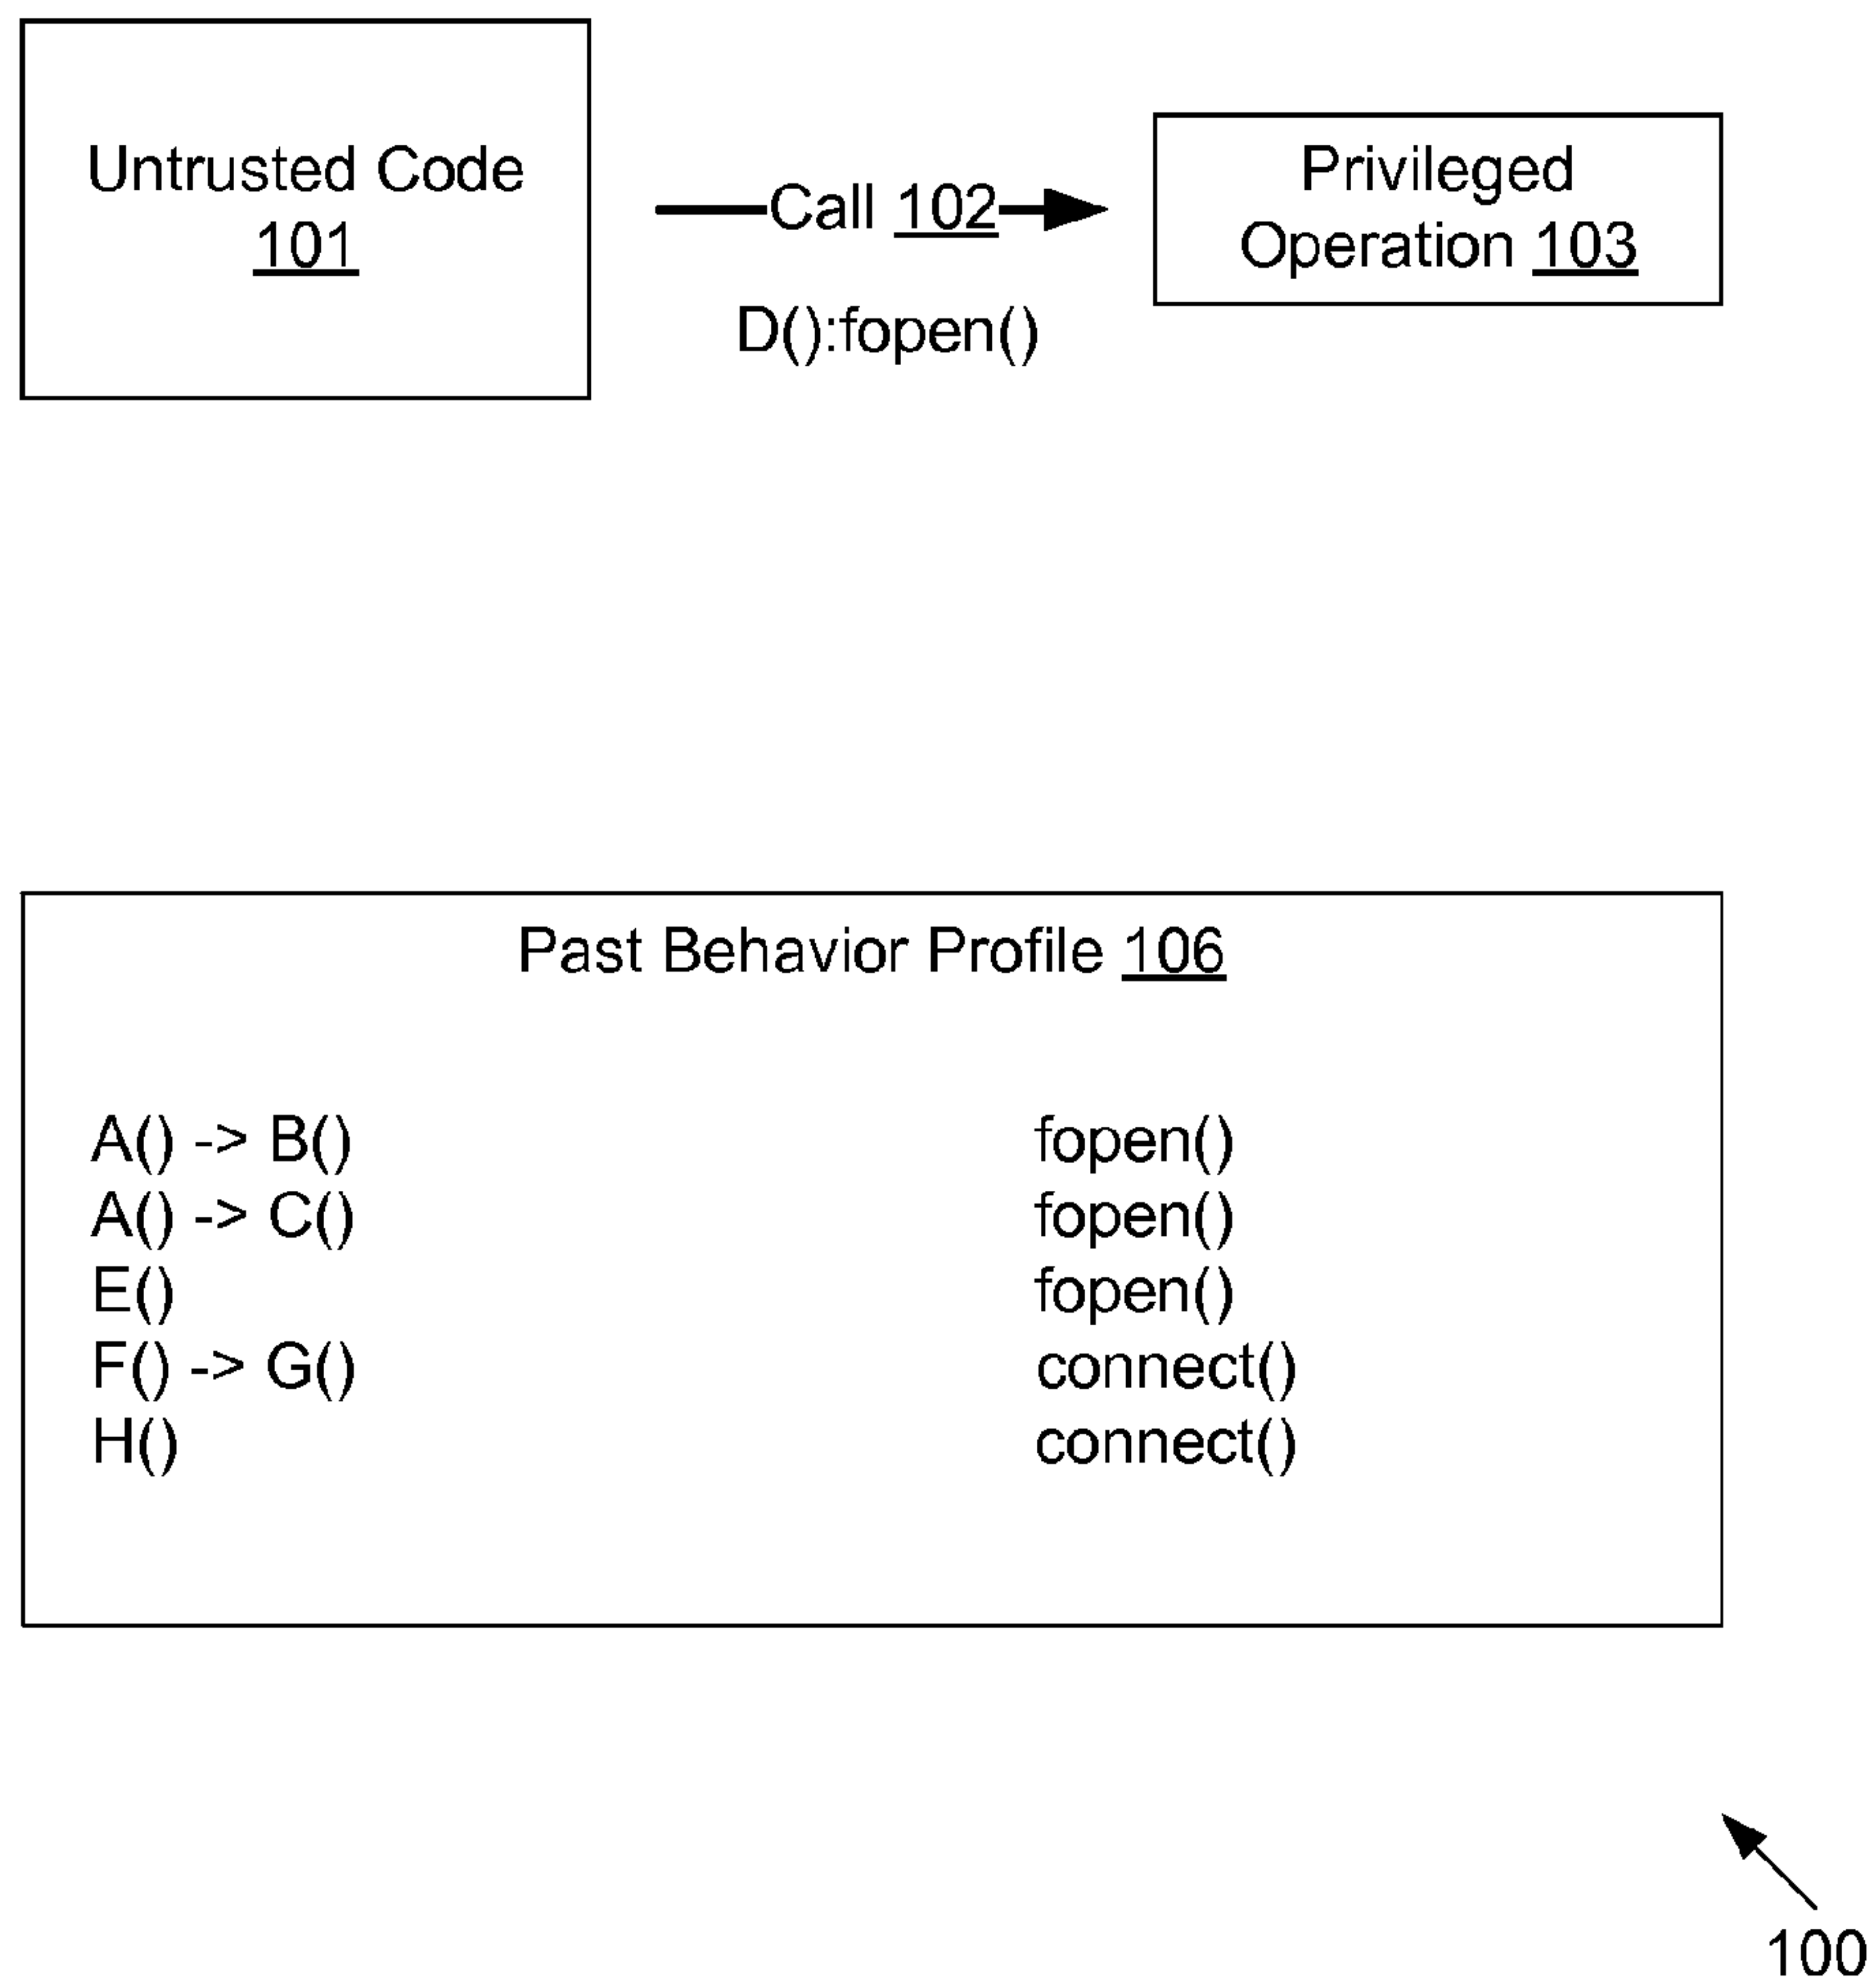 Untrusted Code
101
Call 102
D():fopen()
Privileged
Operation 103
Past Behavior Profile 106
A() -> B() fopen()
A() -> C() fopen()
E() fopen()
F() -> G() connect()
H() connect()
100